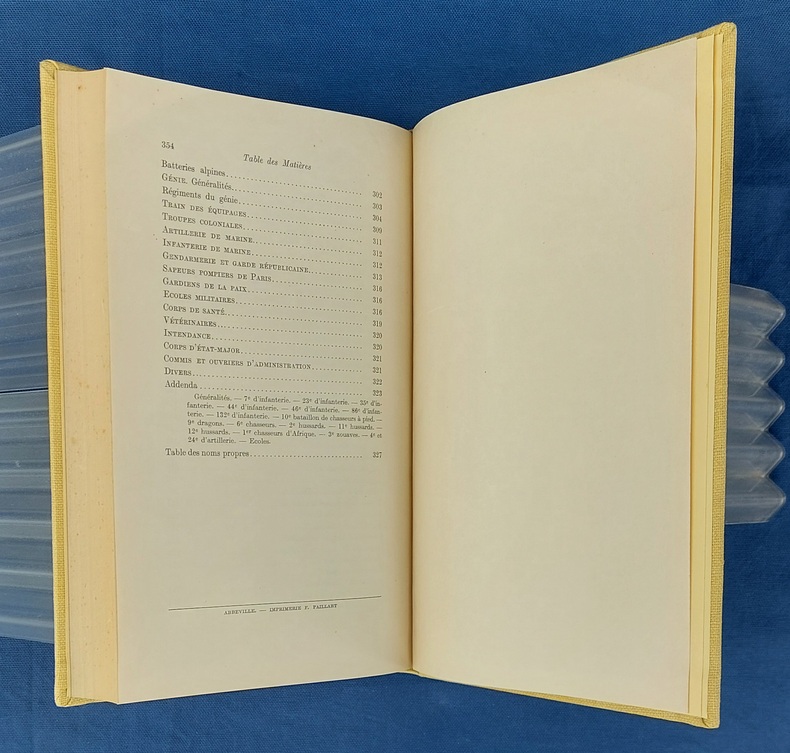 354
Table des Matières
Batteries alpines........ 302
GÉNIE. Généralités........ 303
Régiments du génie........ 304
TRAIN DES ÉQUIPAGES........ 309
TROUPES COLONIALES........ 311
ARTILLERIE DE MARINE........ 312
INFANTERIE DE MARINE........ 312
GENDARMERIE ET GARDE RÉPUBLICAINE........ 313
SAPEURS POMPIERS DE PARIS........ 316
GARDIENS DE LA PAIX........ 316
ECOLES MILITAIRES........ 316
CORPS DE SANTÉ........ 319
VÉTÉRINAIRES........ 320
INTENDANCE........ 320
CORPS D'ÉTAT-MAJOR........ 321
COMMIS ET OUVRIERS D'ADMINISTRATION........ 321
DIVERS........ 322
Addenda........ 323
Généralités. — 7e d'infanterie. — 23e d'infanterie. — 35e d'in-
fanterie. — 44e d'infanterie. — 46e d'infanterie. — 86e d'infan-
terie. — 132e d'infanterie. — 10e bataillon de chasseurs à pied. —
9e dragons. — 6e chasseurs. — 2e hussards. — 11e hussards. —
12e hussards. — 1er chasseurs d'Afrique. — 3e zouaves. — 4e et
24e d'artillerie. — Ecoles.
Table des noms propres........ 327
ABBEVILLE. — IMPRIMERIE F. PAILLART